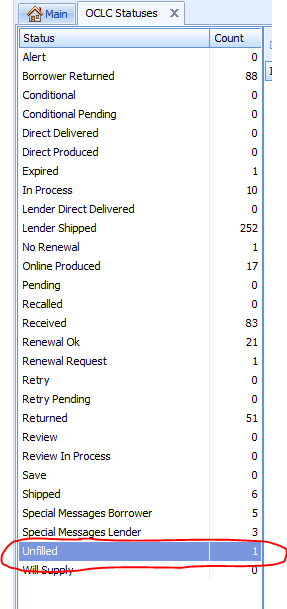 Main OCLC Statuses X
Status Count
Alert 0
Borrower Returned 88
Conditional 0
Conditional Pending 0
Direct Delivered 0
Direct Produced 0
Expired 1
In Process 10
Lender Direct Delivered 0
Lender Shipped 252
No Renewal 1
Online Produced 17
Pending 0
Recalled 0
Received 83
Renewal Ok 21
Renewal Request 1
Retry 0
Retry Pending 0
Returned 51
Review 0
Review In Process 0
Save 0
Shipped 6
Special Messages Borrower 5
Special Messages Lender 3
Unfilled 1
Will Supply 0